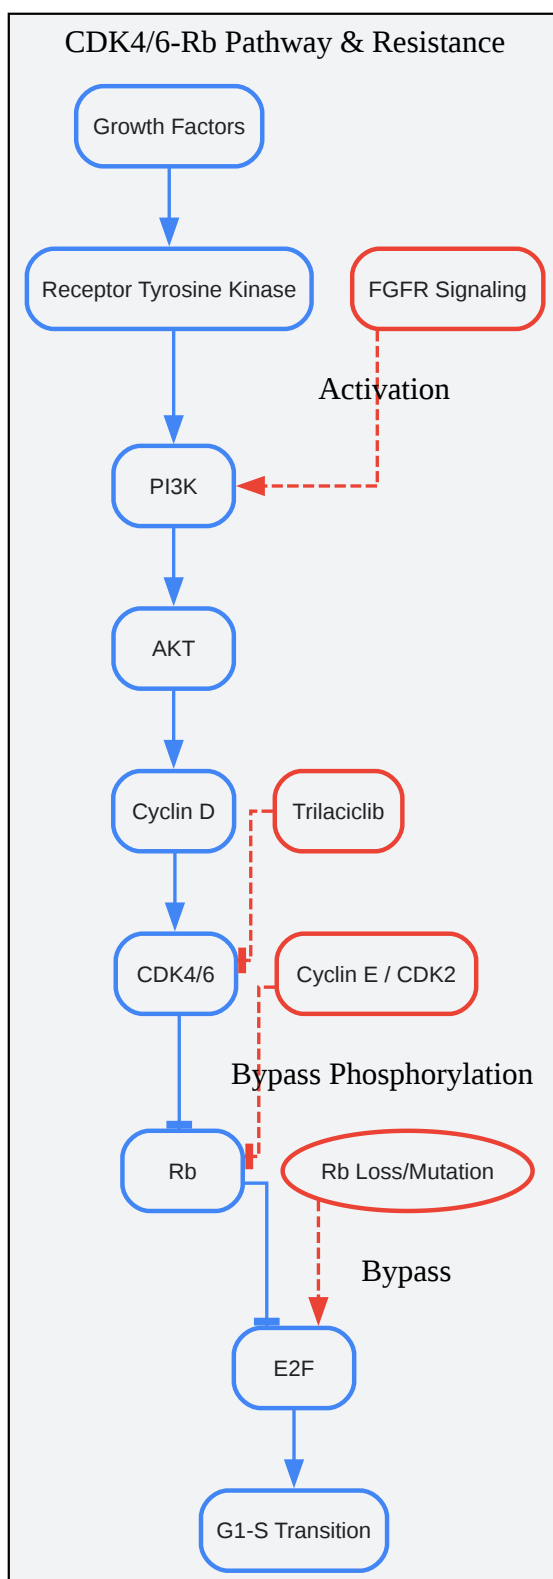 CDK4/6-Rb Pathway & Resistance
Growth Factors
Receptor Tyrosine Kinase
FGFR Signaling
Activation
PI3K
AKT
Cyclin D
Trilaciclib
CDK4/6
Cyclin E / CDK2
Bypass Phosphorylation
Rb
Rb Loss/Mutation
Bypass
E2F
G1-S Transition